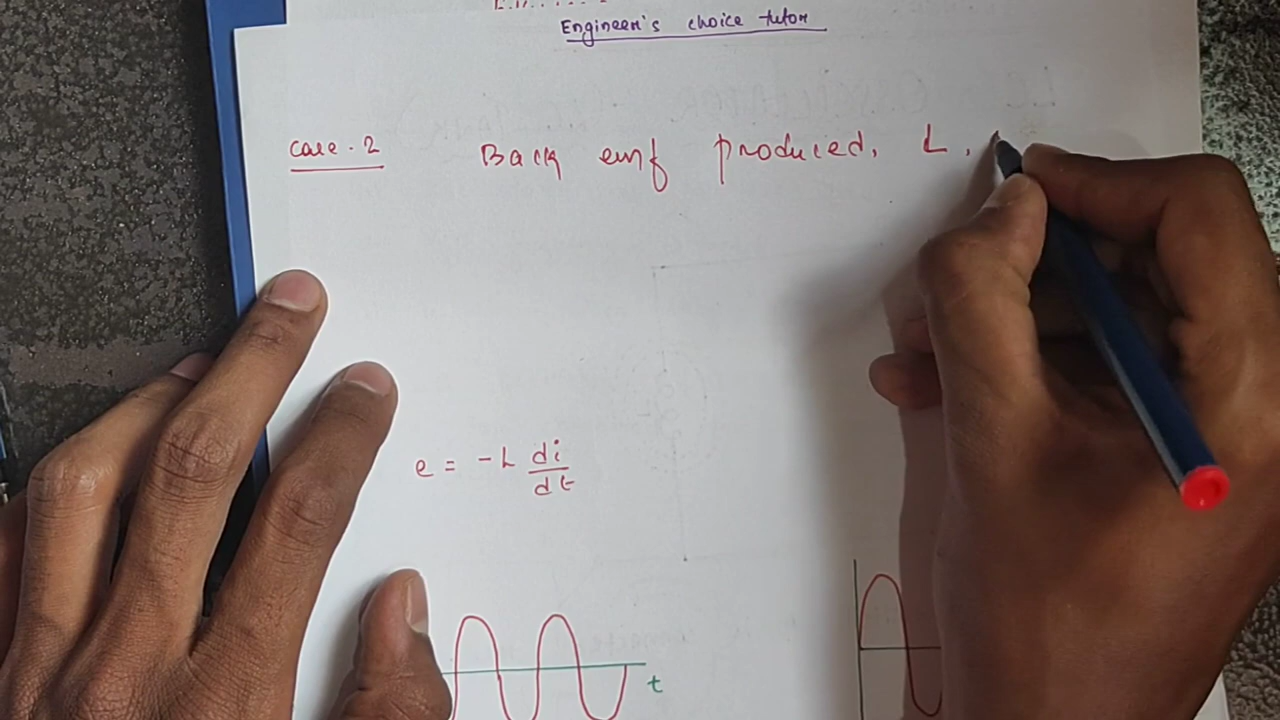 Engineer's choice tutor
Case - 2 Back emf produced, L,
e = -L di/dt
t